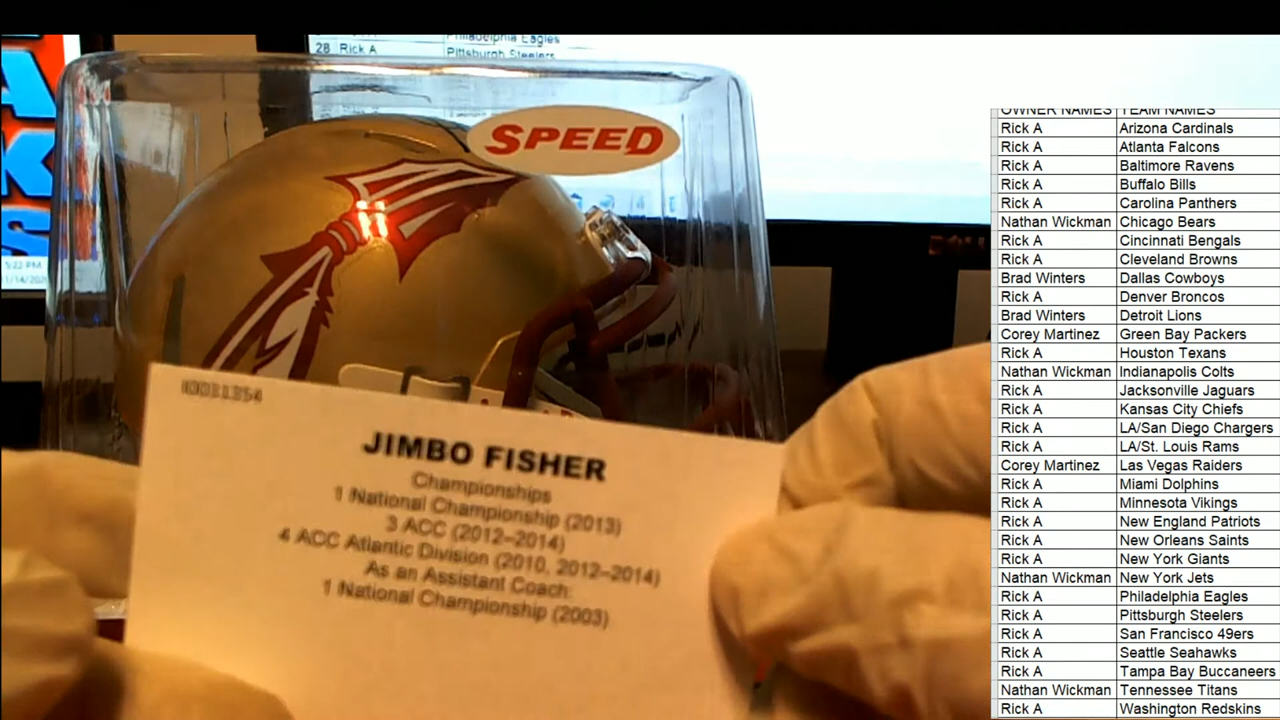 Philadelphia Eagles
28 Rick A Pittsburgh Steelers
SPEED
5:22 PM
JIMBO FISHER
Championships
1 National Championship (2013)
3 ACC (2012–2014)
4 ACC Atlantic Division (2010, 2012–2014)
As an Assistant Coach:
1 National Championship (2003)
OWNER NAMES TEAM NAMES
Rick A Arizona Cardinals
Rick A Atlanta Falcons
Rick A Baltimore Ravens
Rick A Buffalo Bills
Rick A Carolina Panthers
Nathan Wickman Chicago Bears
Rick A Cincinnati Bengals
Rick A Cleveland Browns
Brad Winters Dallas Cowboys
Rick A Denver Broncos
Brad Winters Detroit Lions
Corey Martinez Green Bay Packers
Rick A Houston Texans
Nathan Wickman Indianapolis Colts
Rick A Jacksonville Jaguars
Rick A Kansas City Chiefs
Rick A LA/San Diego Chargers
Rick A LA/St. Louis Rams
Corey Martinez Las Vegas Raiders
Rick A Miami Dolphins
Rick A Minnesota Vikings
Rick A New England Patriots
Rick A New Orleans Saints
Rick A New York Giants
Nathan Wickman New York Jets
Rick A Philadelphia Eagles
Rick A Pittsburgh Steelers
Rick A San Francisco 49ers
Rick A Seattle Seahawks
Rick A Tampa Bay Buccaneers
Nathan Wickman Tennessee Titans
Rick A Washington Redskins